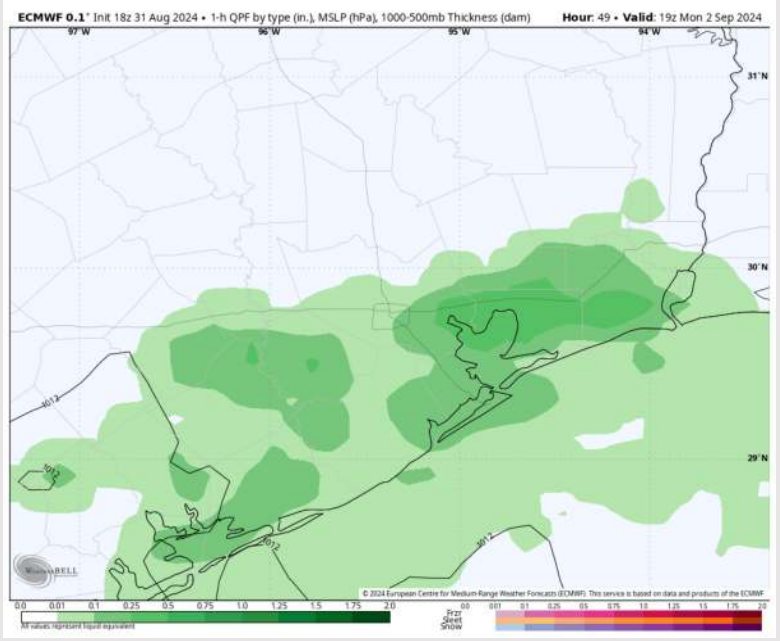 ECMWF 0.1° Init 18z 31 Aug 2024 • 1-h QPF by type (in.), MSLP (hPa), 1000-500mb Thickness (dam) Hour: 49 • Valid: 19z Mon 2 Sep 2024
97°W 96°W 95°W 94°W
31°N
30°N
1012
29°N
1012
1012
1012
WeatherBELL
© 2024 European Centre for Medium-Range Weather Forecasts (ECMWF). This service is based on data and products of the ECMWF
0.0 0.01 0.1 0.25 0.5 0.75 1.0 1.25 1.5 1.75 2.0
Frzr
Sleet
Snow
0.0 0.01 0.1 0.25 0.50 0.75 1.0 1.25 1.50 1.75 2.0
All values represent liquid equivalent